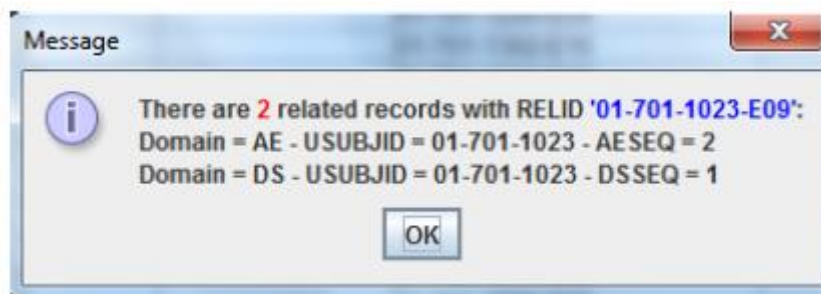 Message
There are 2 related records with RELID '01-701-1023-E09':
Domain = AE - USUBJID = 01-701-1023 - AESEQ = 2
Domain = DS - USUBJID = 01-701-1023 - DSSEQ = 1
OK